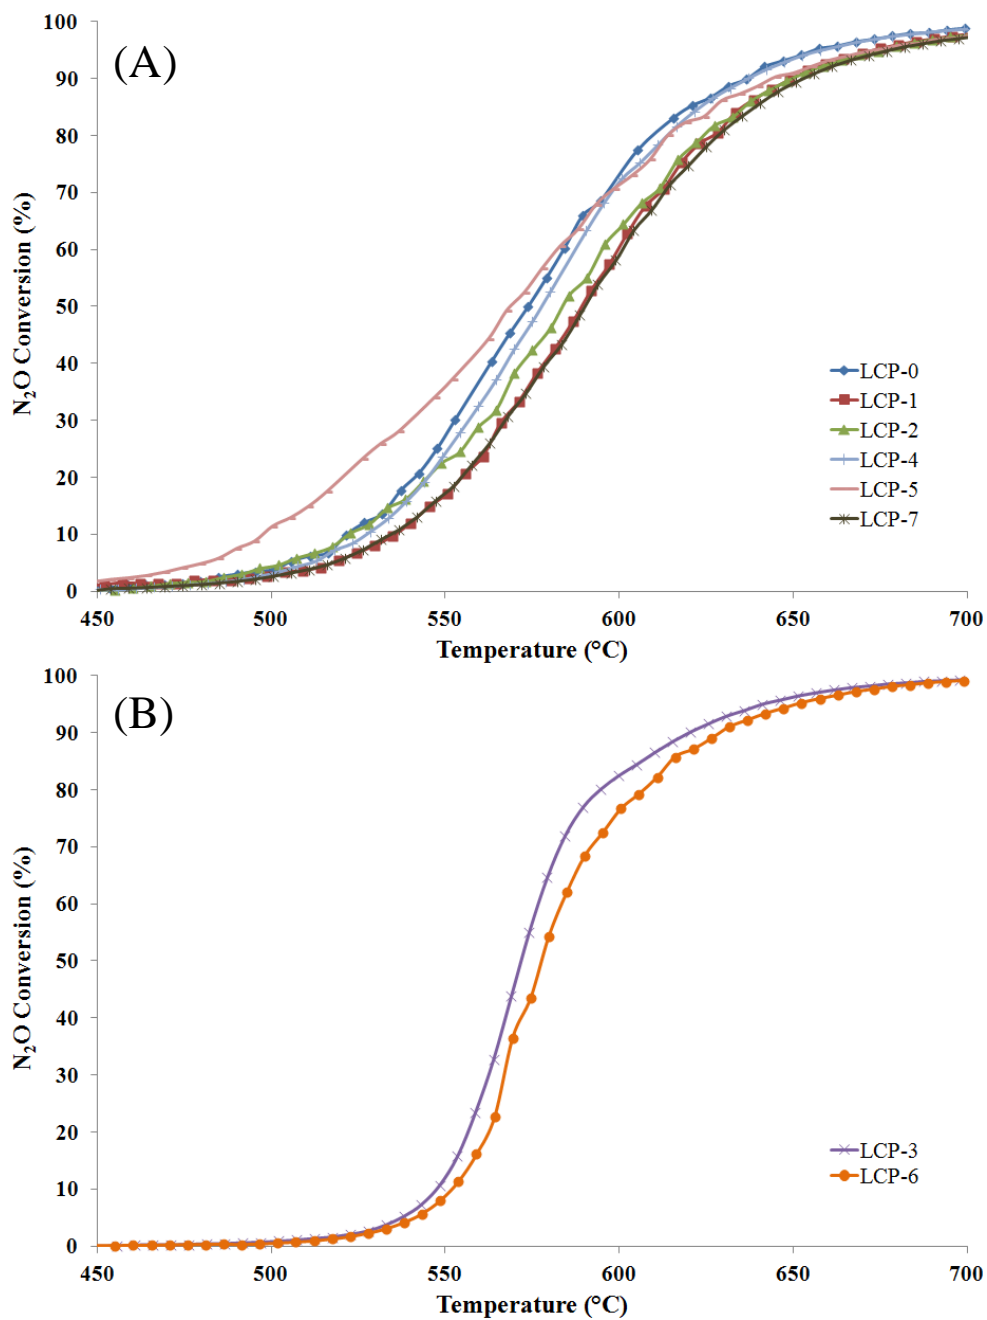 (A)
100
90
80
70
60
50
40
30
20
10
0
N₂O Conversion (%)
LCP-0
LCP-1
LCP-2
LCP-4
LCP-5
LCP-7
450 500 550 600 650 700
Temperature (°C)
(B)
100
90
80
70
60
50
40
30
20
10
0
N₂O Conversion (%)
LCP-3
LCP-6
450 500 550 600 650 700
Temperature (°C)